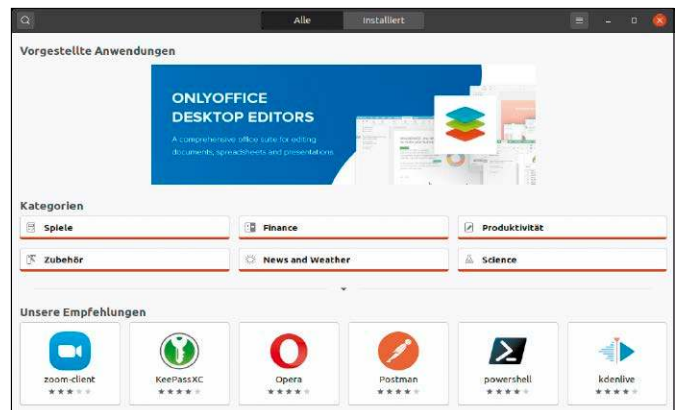 Alle Installiert
Vorgestellte Anwendungen
ONLYOFFICE
DESKTOP EDITORS
A comprehensive office suite for editing
documents, spreadsheets and presentations
Kategorien
Spiele Finance Produktivität
Zubehör News and Weather Science
Unsere Empfehlungen
zoom-client KeePassXC Opera Postman powershell kdenlive